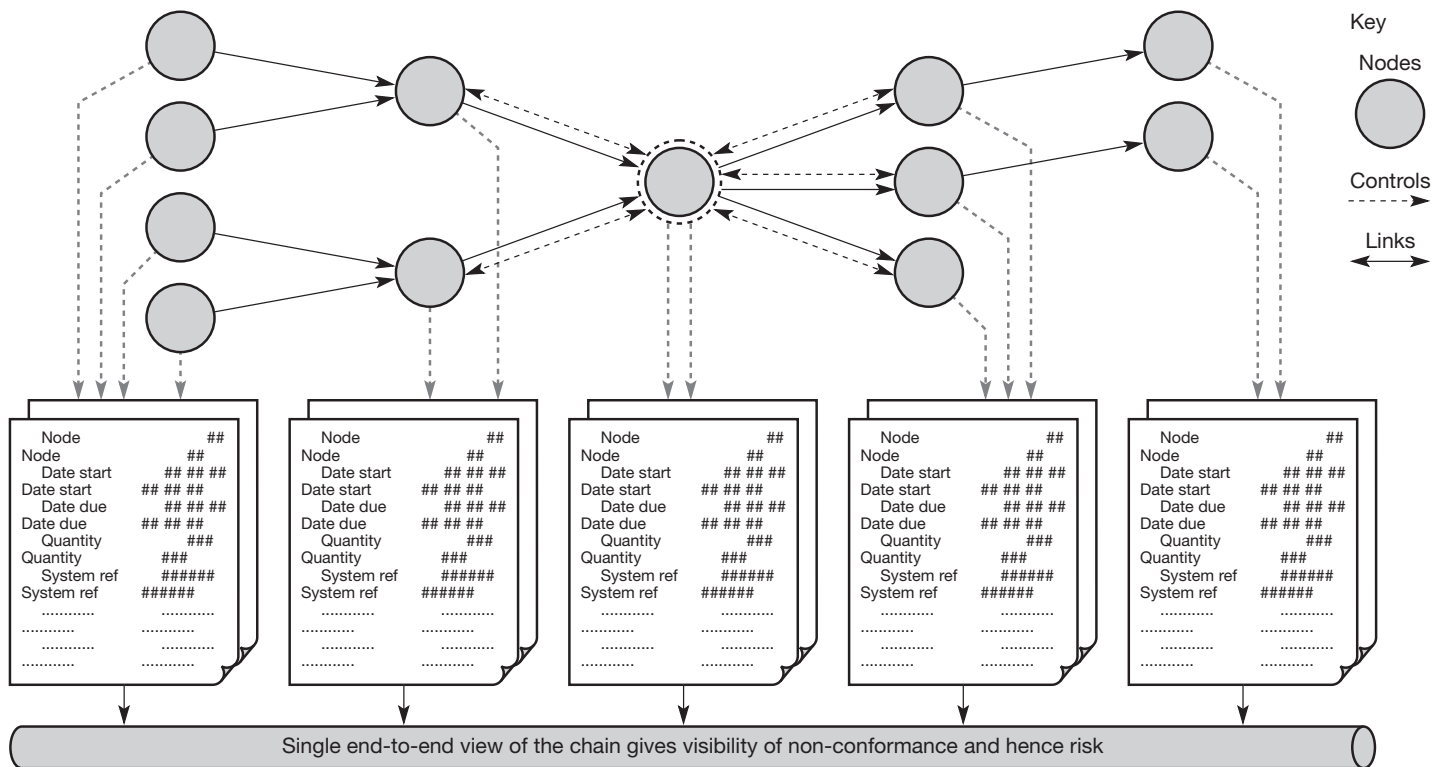 Key
Nodes
Controls
Links
Node ##
Node ##
Date start ## ## ##
Date start ## ## ##
Date due ## ## ##
Date due ## ## ##
Quantity ###
Quantity ###
System ref ######
System ref ######
............ ............
............ ............
............ ............
............ ............
Node ##
Node ##
Date start ## ## ##
Date start ## ## ##
Date due ## ## ##
Date due ## ## ##
Quantity ###
Quantity ###
System ref ######
System ref ######
............ ............
............ ............
............ ............
............ ............
Node ##
Node ##
Date start ## ## ##
Date start ## ## ##
Date due ## ## ##
Date due ## ## ##
Quantity ###
Quantity ###
System ref ######
System ref ######
............ ............
............ ............
............ ............
............ ............
Node ##
Node ##
Date start ## ## ##
Date start ## ## ##
Date due ## ## ##
Date due ## ## ##
Quantity ###
Quantity ###
System ref ######
System ref ######
............ ............
............ ............
............ ............
............ ............
Node ##
Node ##
Date start ## ## ##
Date start ## ## ##
Date due ## ## ##
Date due ## ## ##
Quantity ###
Quantity ###
System ref ######
System ref ######
............ ............
............ ............
............ ............
............ ............
Single end-to-end view of the chain gives visibility of non-conformance and hence risk